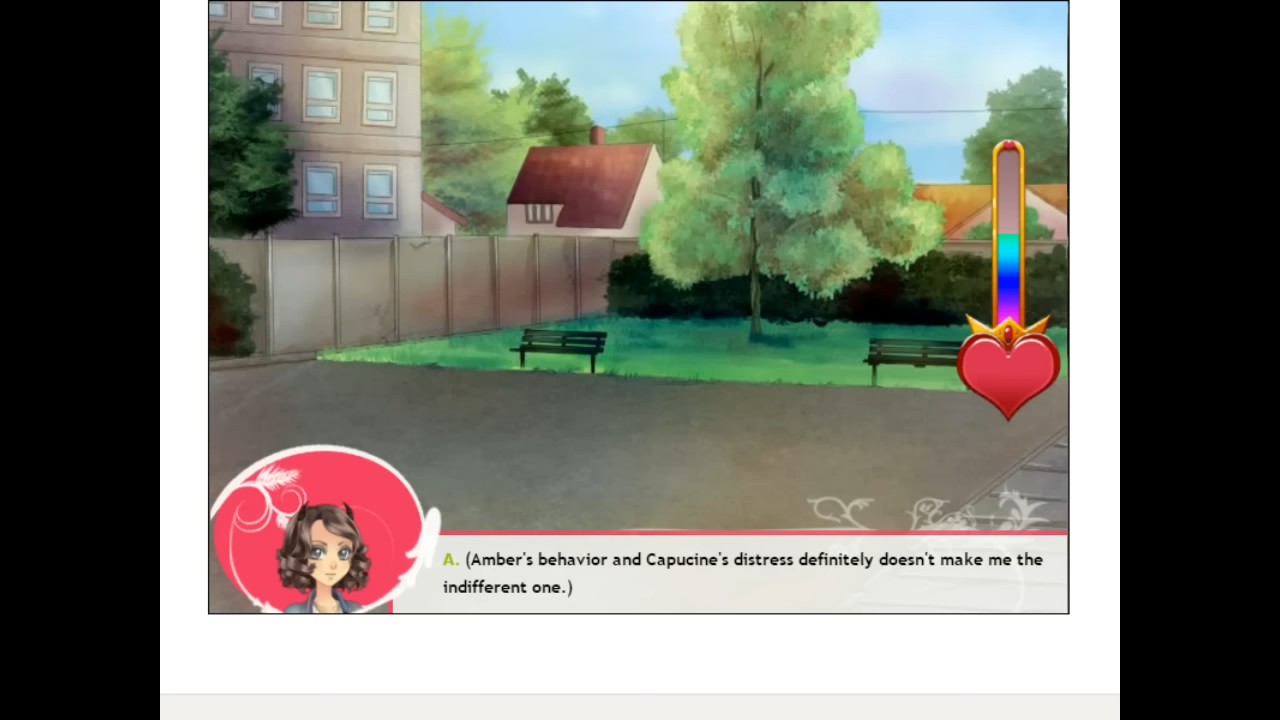 A. (Amber's behavior and Capucine's distress definitely doesn't make me the
indifferent one.)